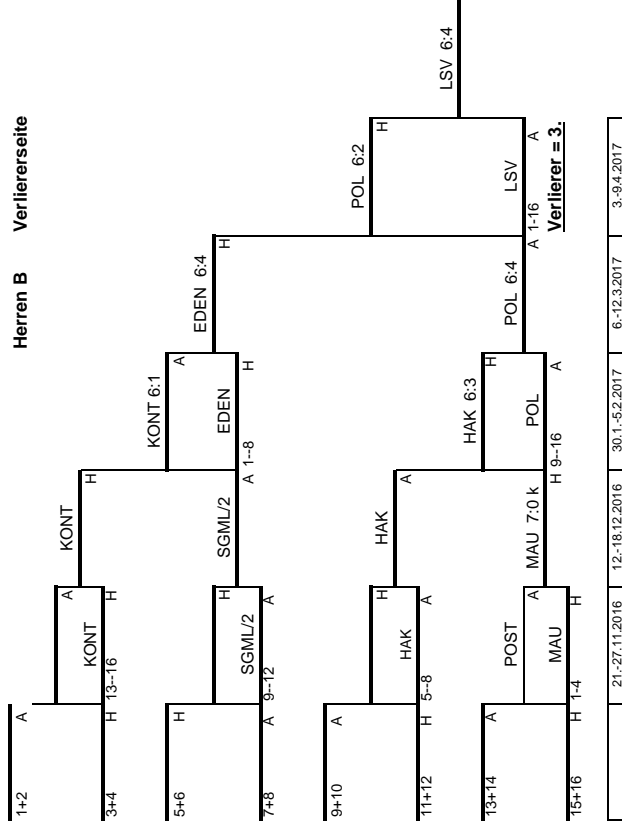 Herren B Verliererseite
1+2 A
A KONT
KONT H
3+4 H 13--16 H
KONT 6:1
5+6 H A
EDEN 6:4
H SGML/2 EDEN H
SGML/2 A 1--8 H
7+8 A 9--12 A
9+10 A
POL 6:2
H HAK H
HAK A
11+12 H 5--8 A
LSV 6:4
HAK 6:3
13+14 A H
POST POL 6:4 LSV
A MAU 7:0 k POL A 1-16 A
MAU H 9--16 A Verlierer = 3.
15+16 H 1-4 H
21.-27.11.2016 12.-18.12.2016 30.1.-5.2.2017 6.-12.3.2017 3.-9.4.2017